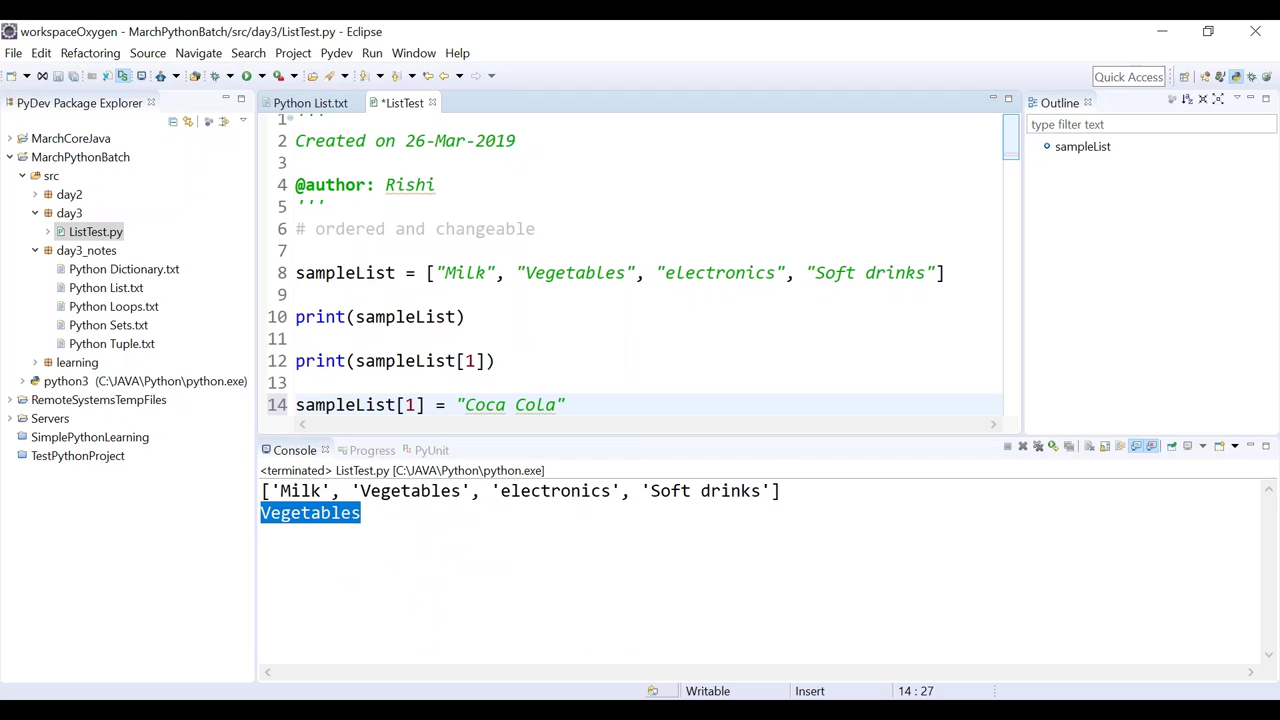 workspaceOxygen - MarchPythonBatch/src/day3/ListTest.py - Eclipse
File Edit Refactoring Source Navigate Search Project Pydev Run Window Help
Quick Access
PyDev Package Explorer
MarchCoreJava
MarchPythonBatch
src
day2
day3
ListTest.py
day3_notes
Python Dictionary.txt
Python List.txt
Python Loops.txt
Python Sets.txt
Python Tuple.txt
learning
python3 (C:\JAVA\Python\python.exe)
RemoteSystemsTempFiles
Servers
SimplePythonLearning
TestPythonProject
Python List.txt *ListTest
1 '''
2 Created on 26-Mar-2019
3
4 @author: Rishi
5 '''
6 # ordered and changeable
7
8 sampleList = ["Milk", "Vegetables", "electronics", "Soft drinks"]
9
10 print(sampleList)
11
12 print(sampleList[1])
13
14 sampleList[1] = "Coca Cola"
Outline
type filter text
sampleList
Console Progress PyUnit
<terminated> ListTest.py [C:\JAVA\Python\python.exe]
['Milk', 'Vegetables', 'electronics', 'Soft drinks']
Vegetables
Writable Insert 14 : 27